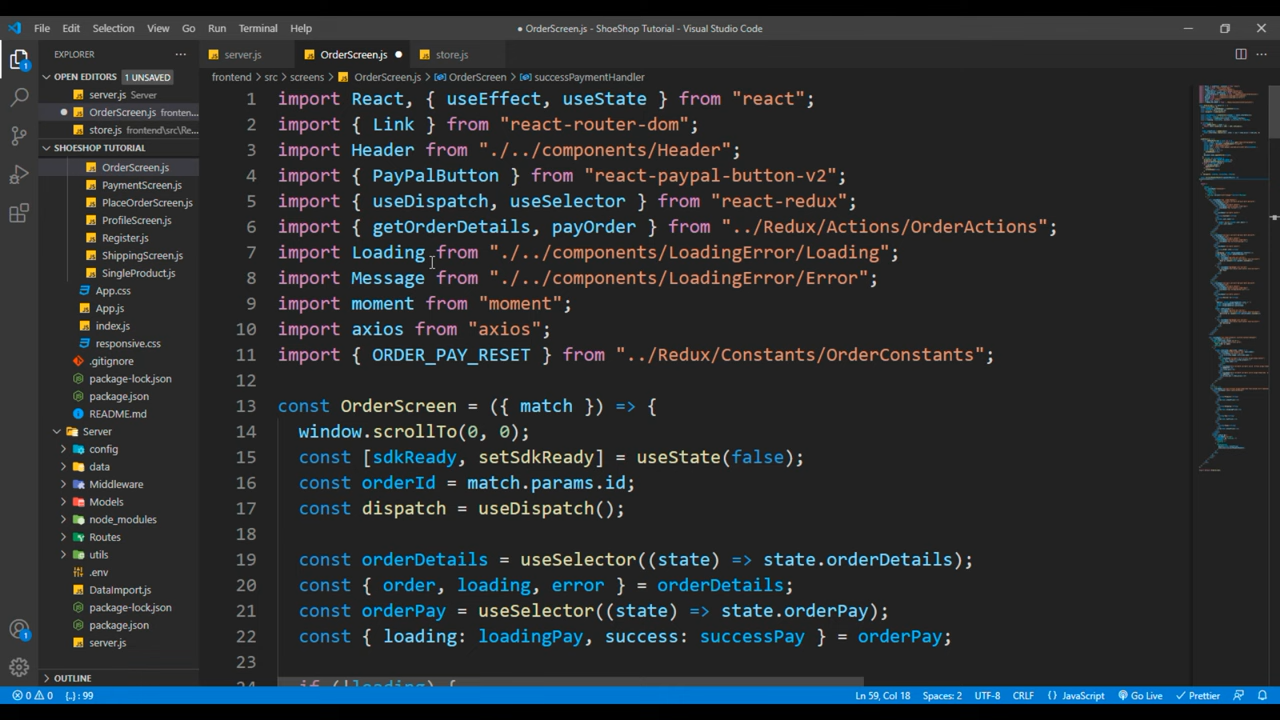 File Edit Selection View Go Run Terminal Help
● OrderScreen.js - ShoeShop Tutorial - Visual Studio Code
EXPLORER
OPEN EDITORS 1 UNSAVED
server.js Server
OrderScreen.js fronten...
store.js frontend\src\Re...
SHOESHOP TUTORIAL
OrderScreen.js
PaymentScreen.js
PlaceOrderScreen.js
ProfileScreen.js
Register.js
ShippingScreen.js
SingleProduct.js
App.css
App.js
index.js
responsive.css
.gitignore
package-lock.json
package.json
README.md
Server
config
data
Middleware
Models
node_modules
Routes
utils
.env
DataImport.js
package-lock.json
package.json
server.js
OUTLINE
server.js OrderScreen.js ● store.js
frontend > src > screens > OrderScreen.js > OrderScreen > successPaymentHandler
1 import React, { useEffect, useState } from "react";
2 import { Link } from "react-router-dom";
3 import Header from "./../components/Header";
4 import { PayPalButton } from "react-paypal-button-v2";
5 import { useDispatch, useSelector } from "react-redux";
6 import { getOrderDetails, payOrder } from "../Redux/Actions/OrderActions";
7 import Loading from "./../components/LoadingError/Loading";
8 import Message from "./../components/LoadingError/Error";
9 import moment from "moment";
10 import axios from "axios";
11 import { ORDER_PAY_RESET } from "../Redux/Constants/OrderConstants";
12
13 const OrderScreen = ({ match }) => {
14 window.scrollTo(0, 0);
15 const [sdkReady, setSdkReady] = useState(false);
16 const orderId = match.params.id;
17 const dispatch = useDispatch();
18
19 const orderDetails = useSelector((state) => state.orderDetails);
20 const { order, loading, error } = orderDetails;
21 const orderPay = useSelector((state) => state.orderPay);
22 const { loading: loadingPay, success: successPay } = orderPay;
23
24 if (!loading) {
0 0 {..}: 99
Ln 59, Col 18 Spaces: 2 UTF-8 CRLF {} JavaScript Go Live Prettier